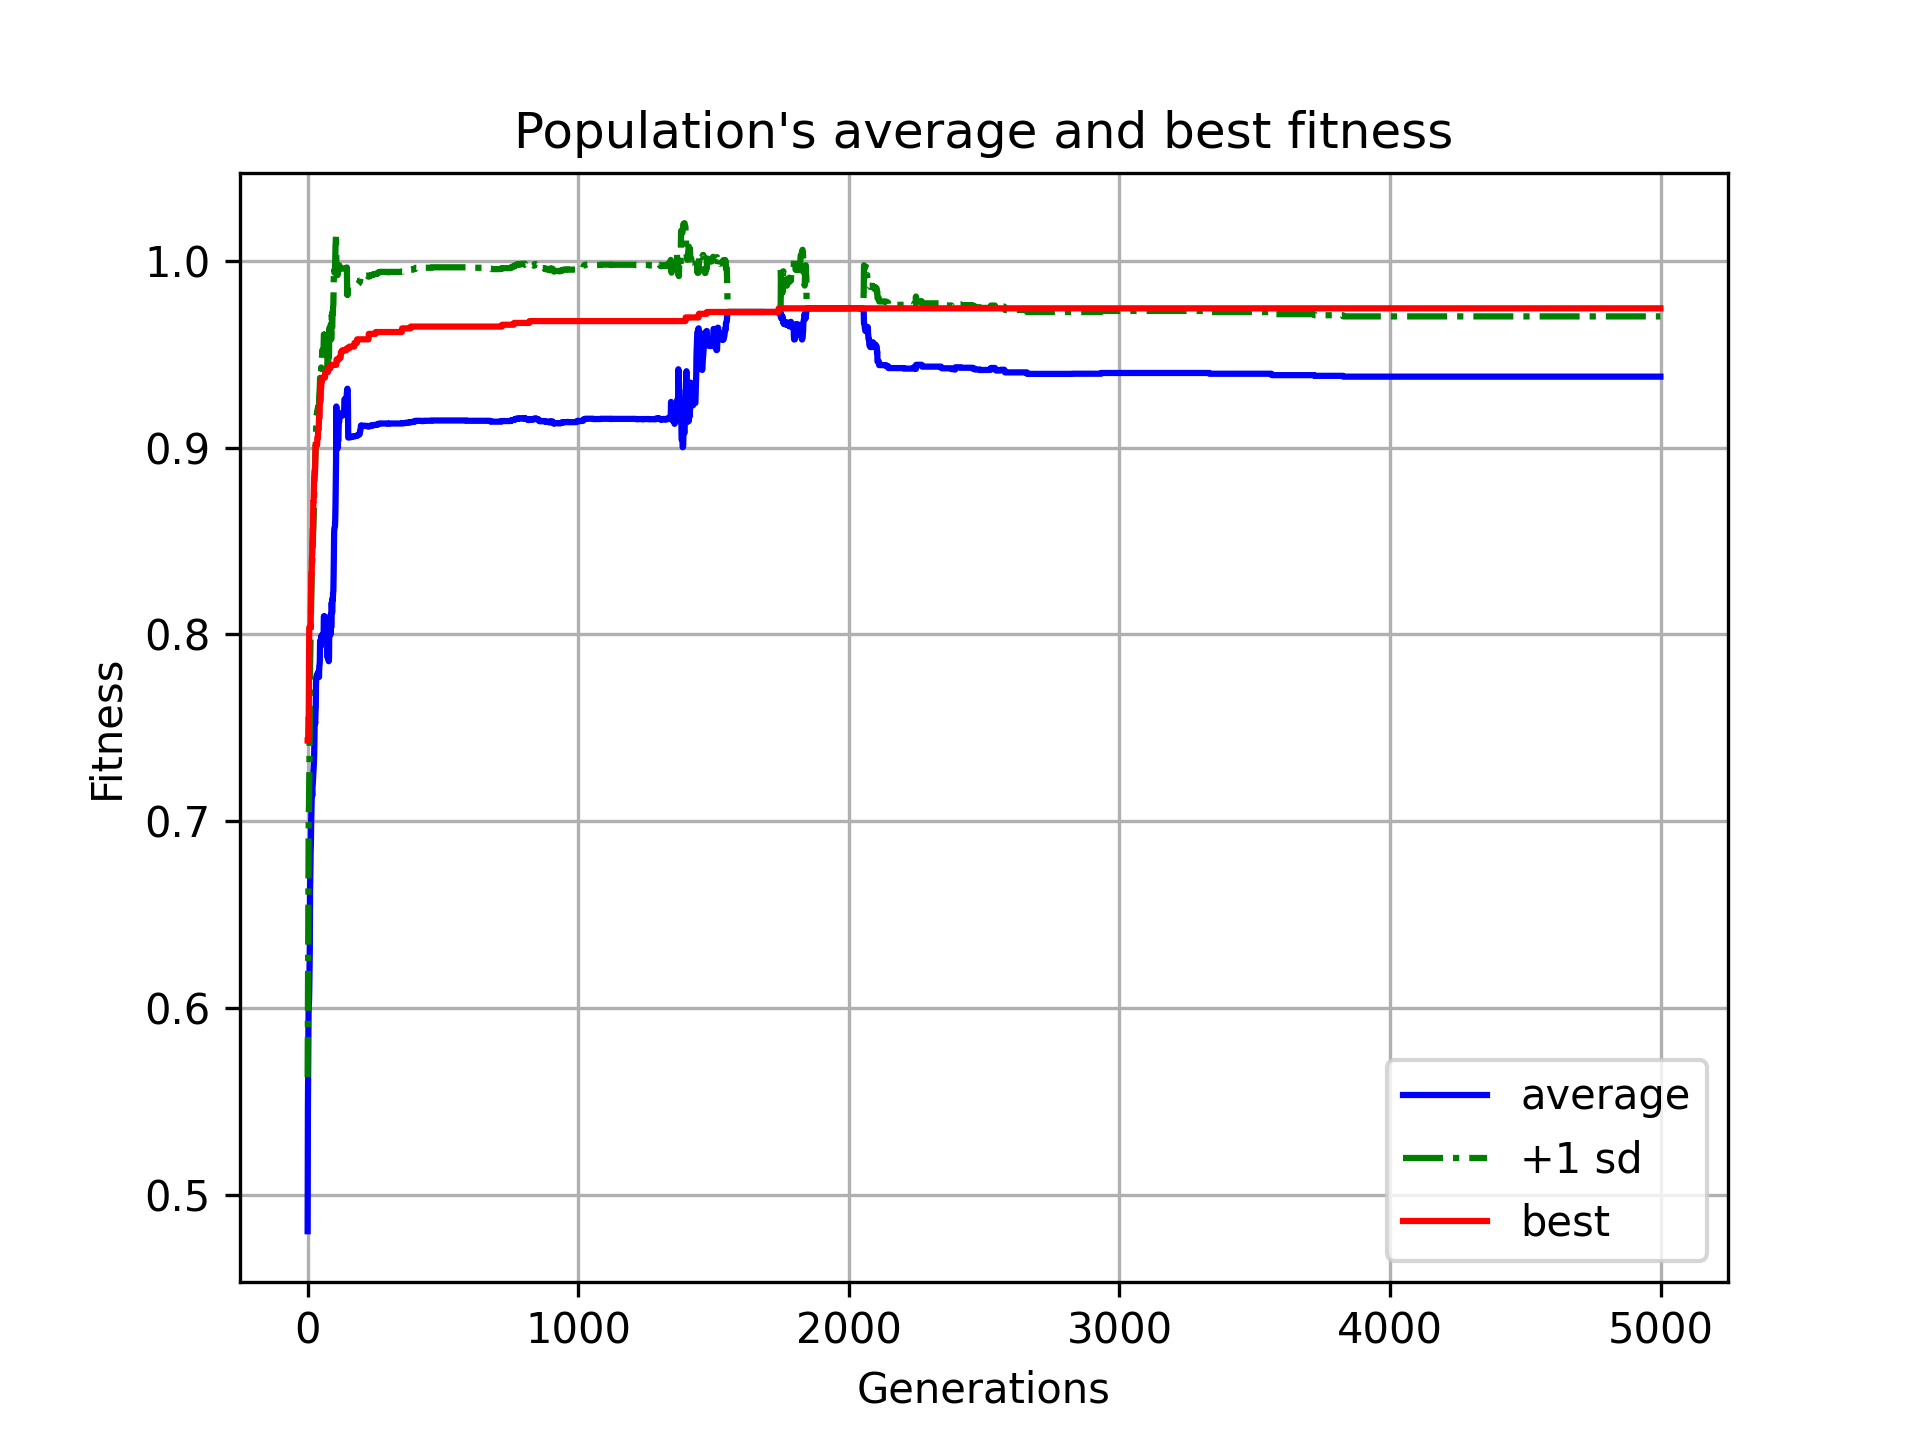 Population's average and best fitness
1.0
0.9
0.8
0.7
0.6
0.5
Fitness
0 1000 2000 3000 4000 5000
Generations
average
+1 sd
best